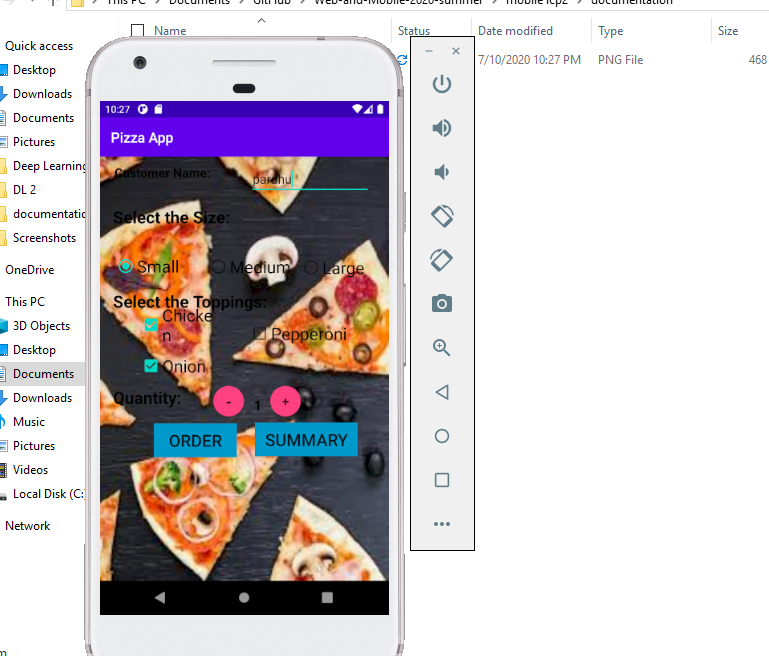 This PC > Documents > GitHub > Web-and-Mobile-2020-summer > mobile icp2 > documentation
Name Status Date modified Type Size
7/10/2020 10:27 PM PNG File 468
Quick access
Desktop
Downloads
Documents
Pictures
Deep Learning
DL 2
documentatic
Screenshots
OneDrive
This PC
3D Objects
Desktop
Documents
Downloads
Music
Pictures
Videos
Local Disk (C:)
Network
10:27
Pizza App
Customer Name: pardhu
Select the Size:
Small Medium Large
Select the Toppings:
Chicke
n
Pepperoni
Onion
Quantity: - 1 +
ORDER SUMMARY